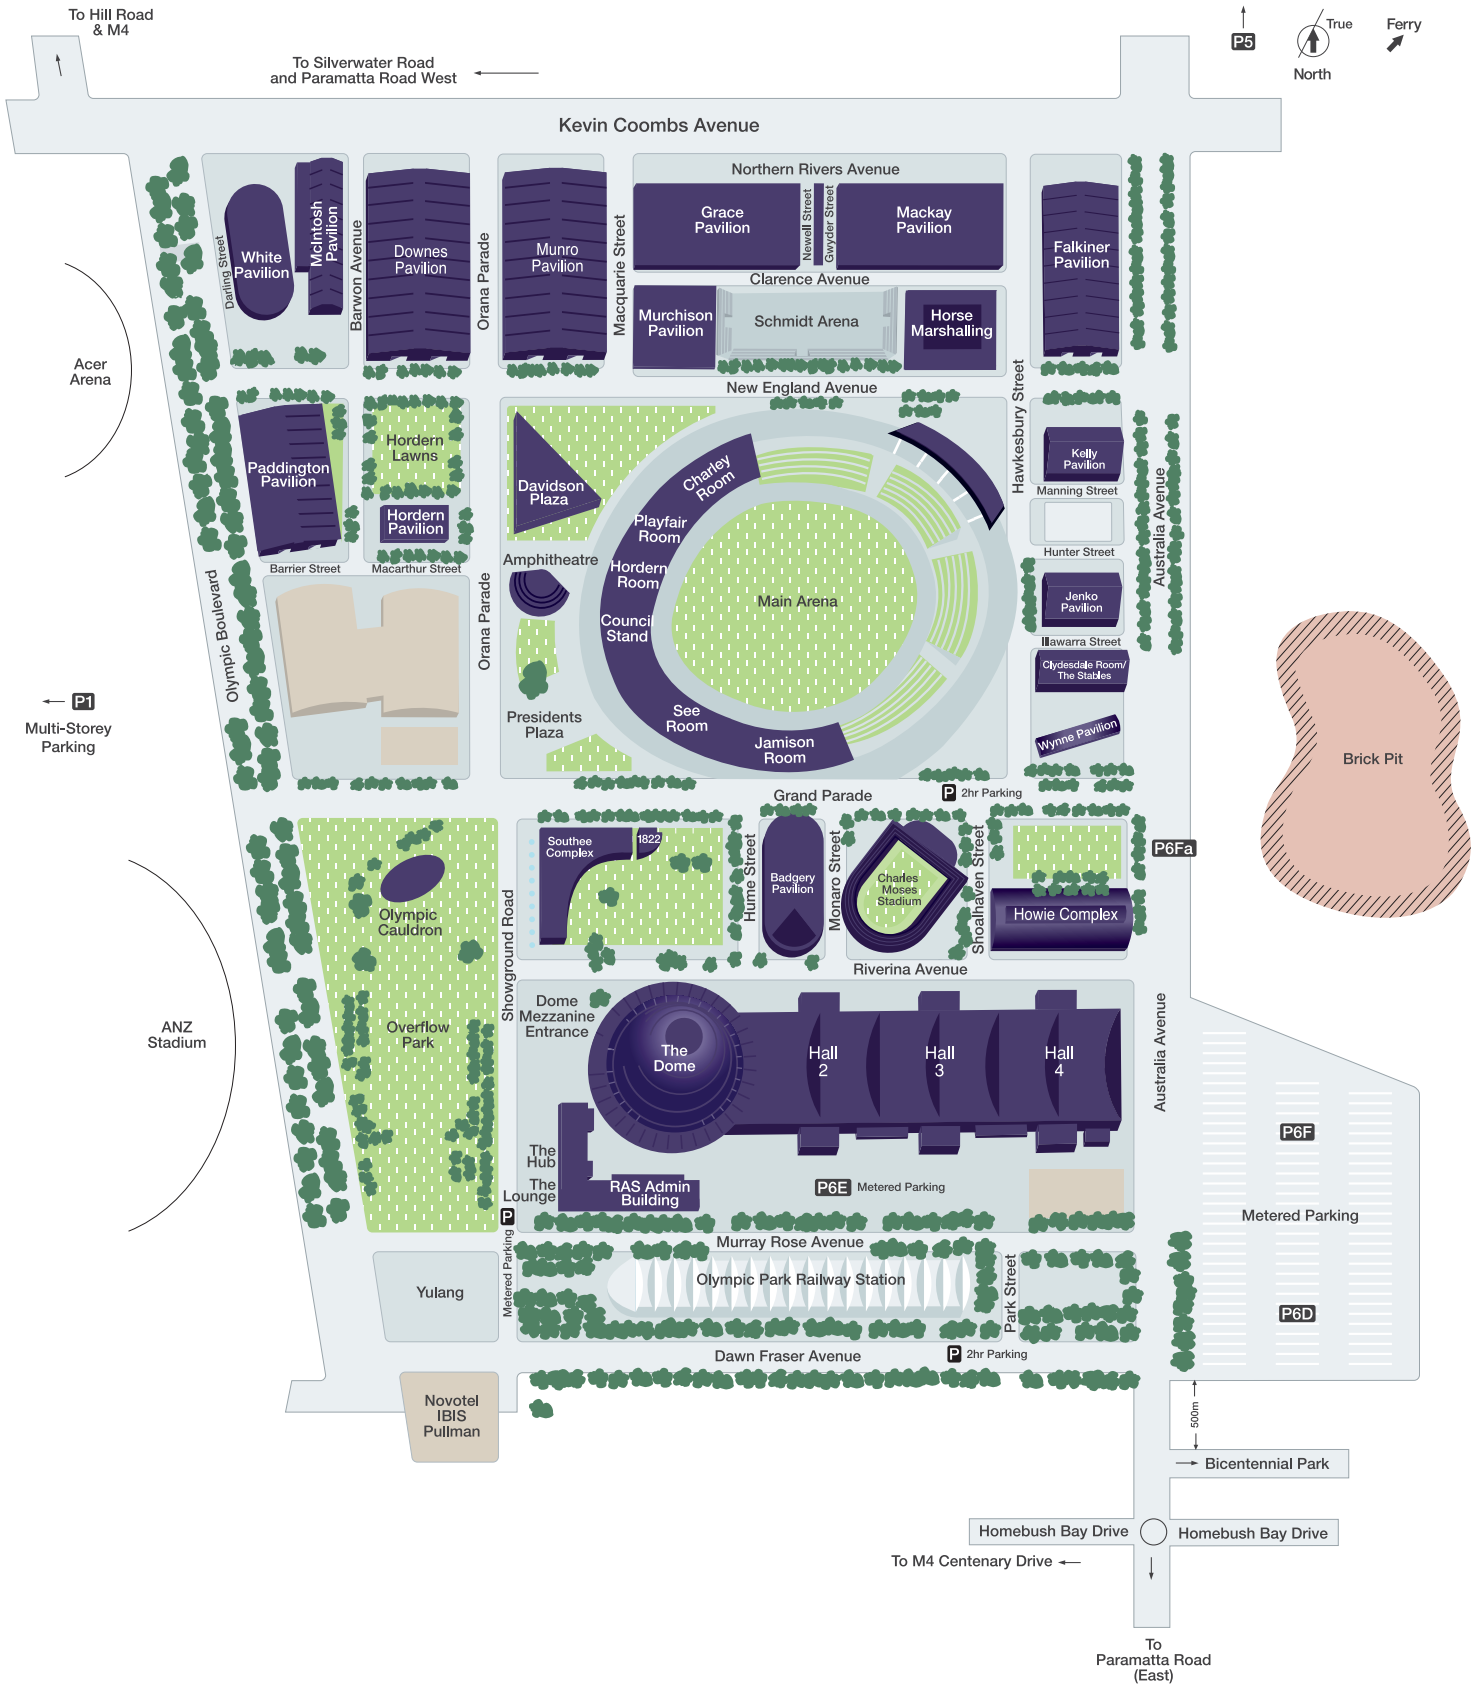 To Hill Road
& M4
To Silverwater Road
and Paramatta Road West
P5
True
North
Ferry
Kevin Coombs Avenue
Northern Rivers Avenue
White
Pavilion
McIntosh
Pavilion
Darling Street
Barwon Avenue
Downes
Pavilion
Orana Parade
Munro
Pavilion
Macquarie Street
Grace
Pavilion
Newell Street
Gwyder Street
Mackay
Pavilion
Falkiner
Pavilion
Clarence Avenue
Murchison
Pavilion
Schmidt Arena
Horse
Marshalling
Acer
Arena
New England Avenue
Hawkesbury Street
Paddington
Pavilion
Hordern
Lawns
Hordern
Pavilion
Davidson
Plaza
Charley
Room
Playfair
Room
Hordern
Room
Council
Stand
See
Room
Jamison
Room
Main Arena
Kelly
Pavilion
Manning Street
Hunter Street
Australia Avenue
Amphitheatre
Barrier Street
Macarthur Street
Jenko
Pavilion
Illawarra Street
Clydesdale Room/
The Stables
Wynne Pavilion
Olympic Boulevard
Orana Parade
Presidents
Plaza
P1
Multi-Storey
Parking
Brick Pit
Grand Parade
P 2hr Parking
Southee
Complex
1822
Hume Street
Badgery
Pavilion
Monaro Street
Charles
Moses
Stadium
Shoalhaven Street
Howie Complex
P6Fa
Olympic
Cauldron
Showground Road
Riverina Avenue
ANZ
Stadium
Overflow
Park
Dome
Mezzanine
Entrance
The
Dome
Hall
2
Hall
3
Hall
4
Australia Avenue
P6F
The
Hub
The
Lounge
RAS Admin
Building
P6E Metered Parking
Metered Parking
P
Metered Parking
Murray Rose Avenue
Yulang
Olympic Park Railway Station
Park Street
P6D
Dawn Fraser Avenue
P 2hr Parking
Novotel
IBIS
Pullman
500m
Bicentennial Park
Homebush Bay Drive
Homebush Bay Drive
To M4 Centenary Drive
To
Paramatta Road
(East)